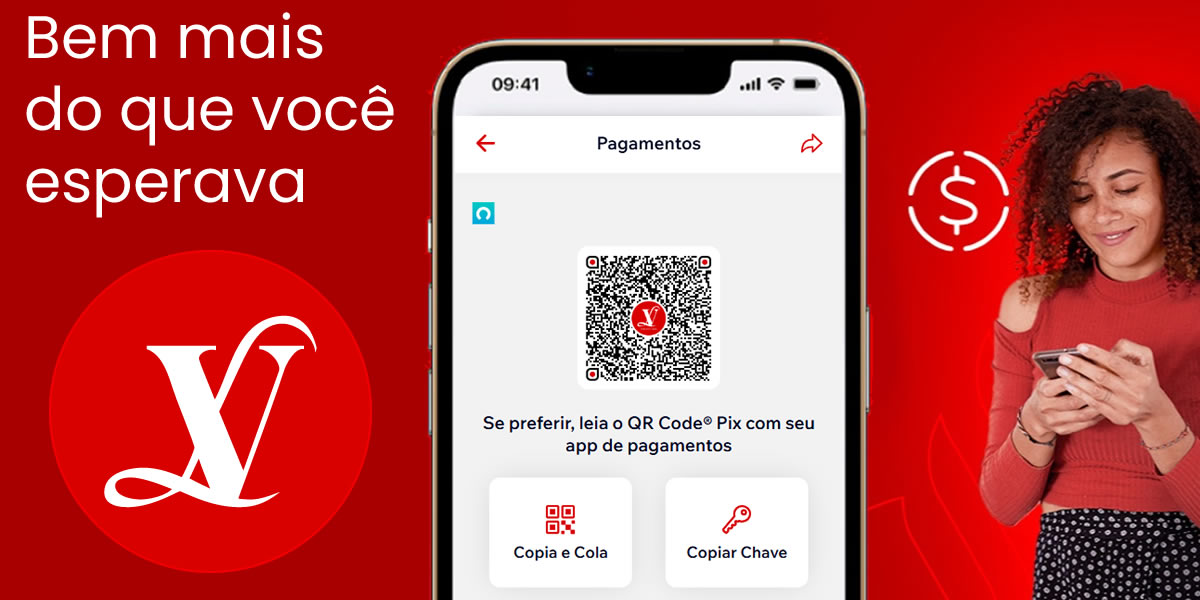 Bem mais
do que você
esperava
09:41
Pagamentos
Se preferir, leia o QR Code® Pix com seu
app de pagamentos
Copia e Cola
Copiar Chave